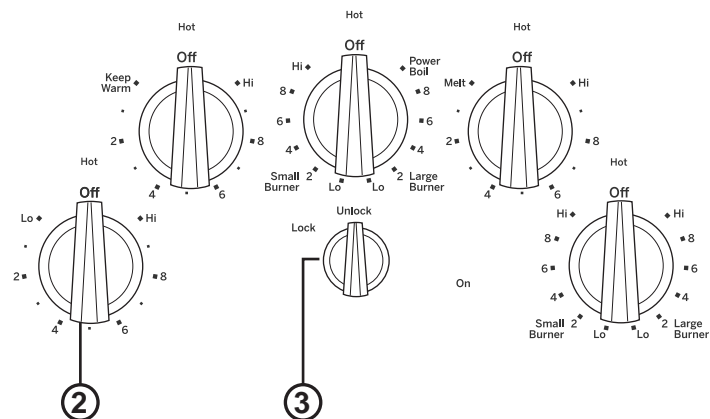 Hot
Off
Keep
Warm
Hi
2
8
4
6
Hot
Off
Hi
Power
Boil
8
8
6
6
4
4
Small
Burner
2
Lo
Lo
2
Large
Burner
Hot
Off
Melt
Hi
2
8
4
6
Hot
Off
Lo
Hi
2
8
4
6
Unlock
Lock
On
Hot
Off
Hi
Hi
8
8
6
6
4
4
Small
Burner
2
Lo
Lo
2
Large
Burner
2
3